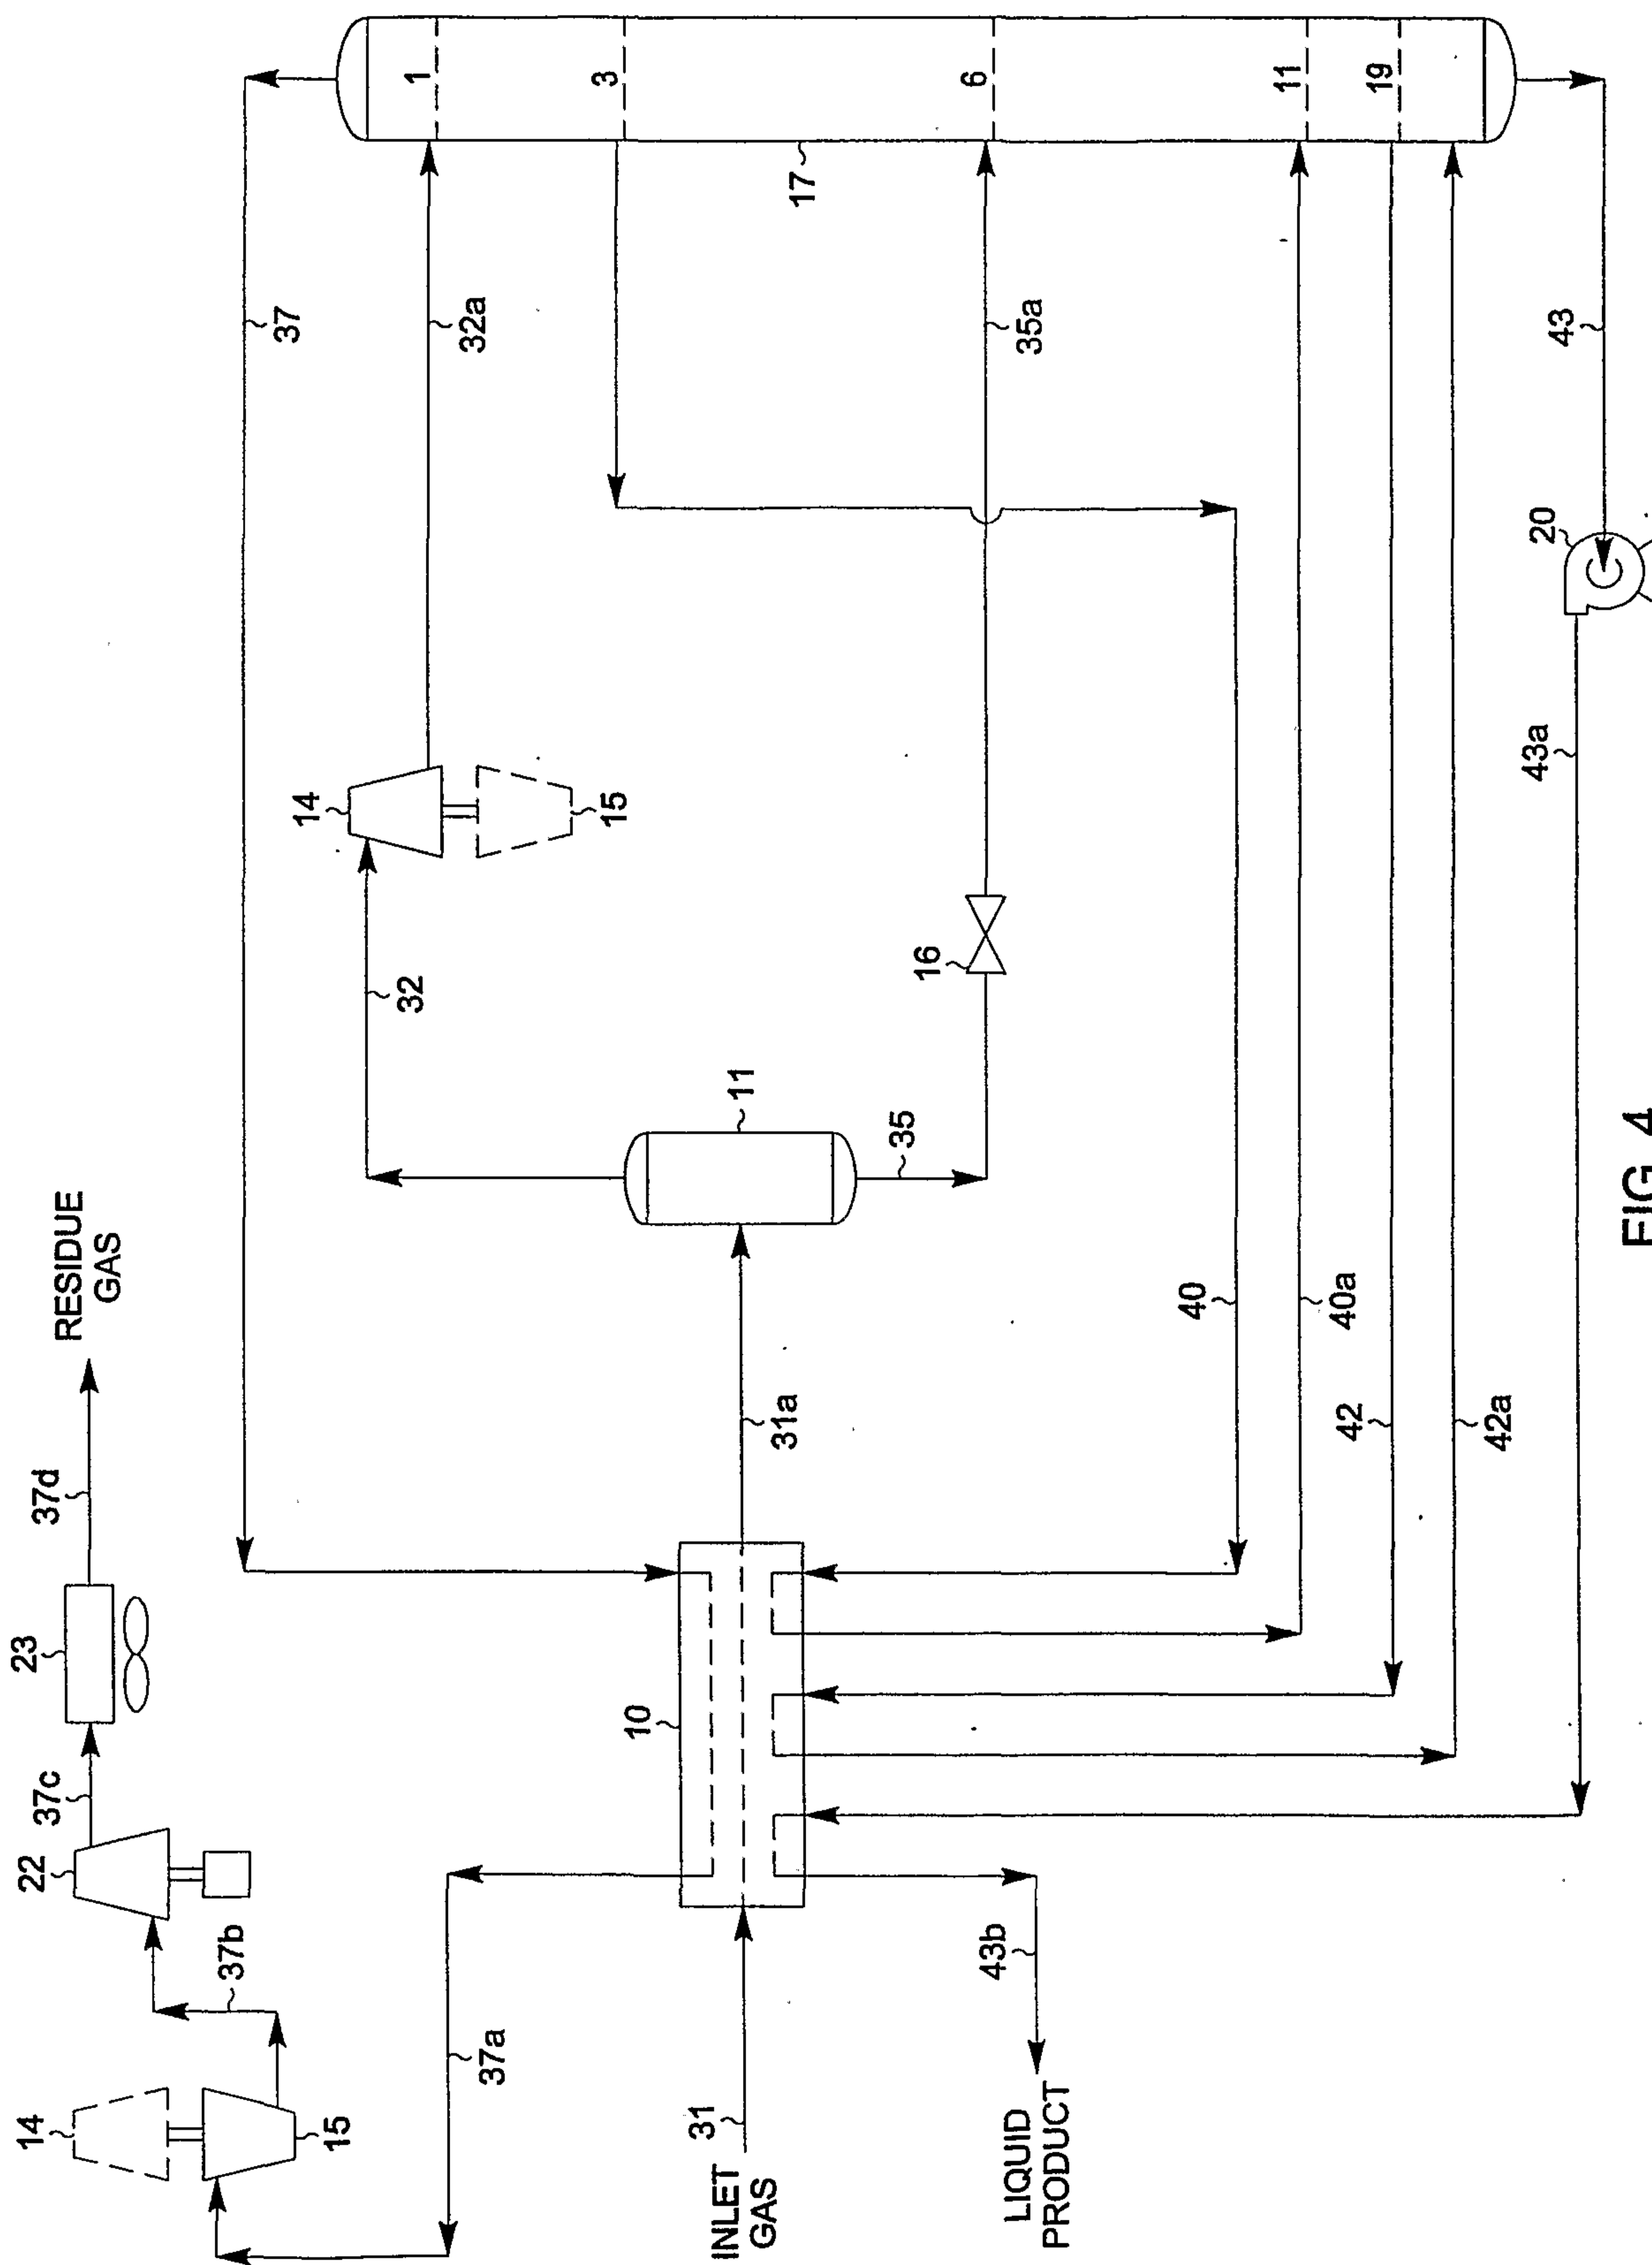 RESIDUE
GAS
37d
23
37c
22
37b
14
15
37a
37
1
3
6
11
19
17
32a
14
15
32
35a
16
11
35
31a
10
31
INLET
GAS
40
40a
42
42a
43
20
43a
43b
LIQUID
PRODUCT
FIG. 4